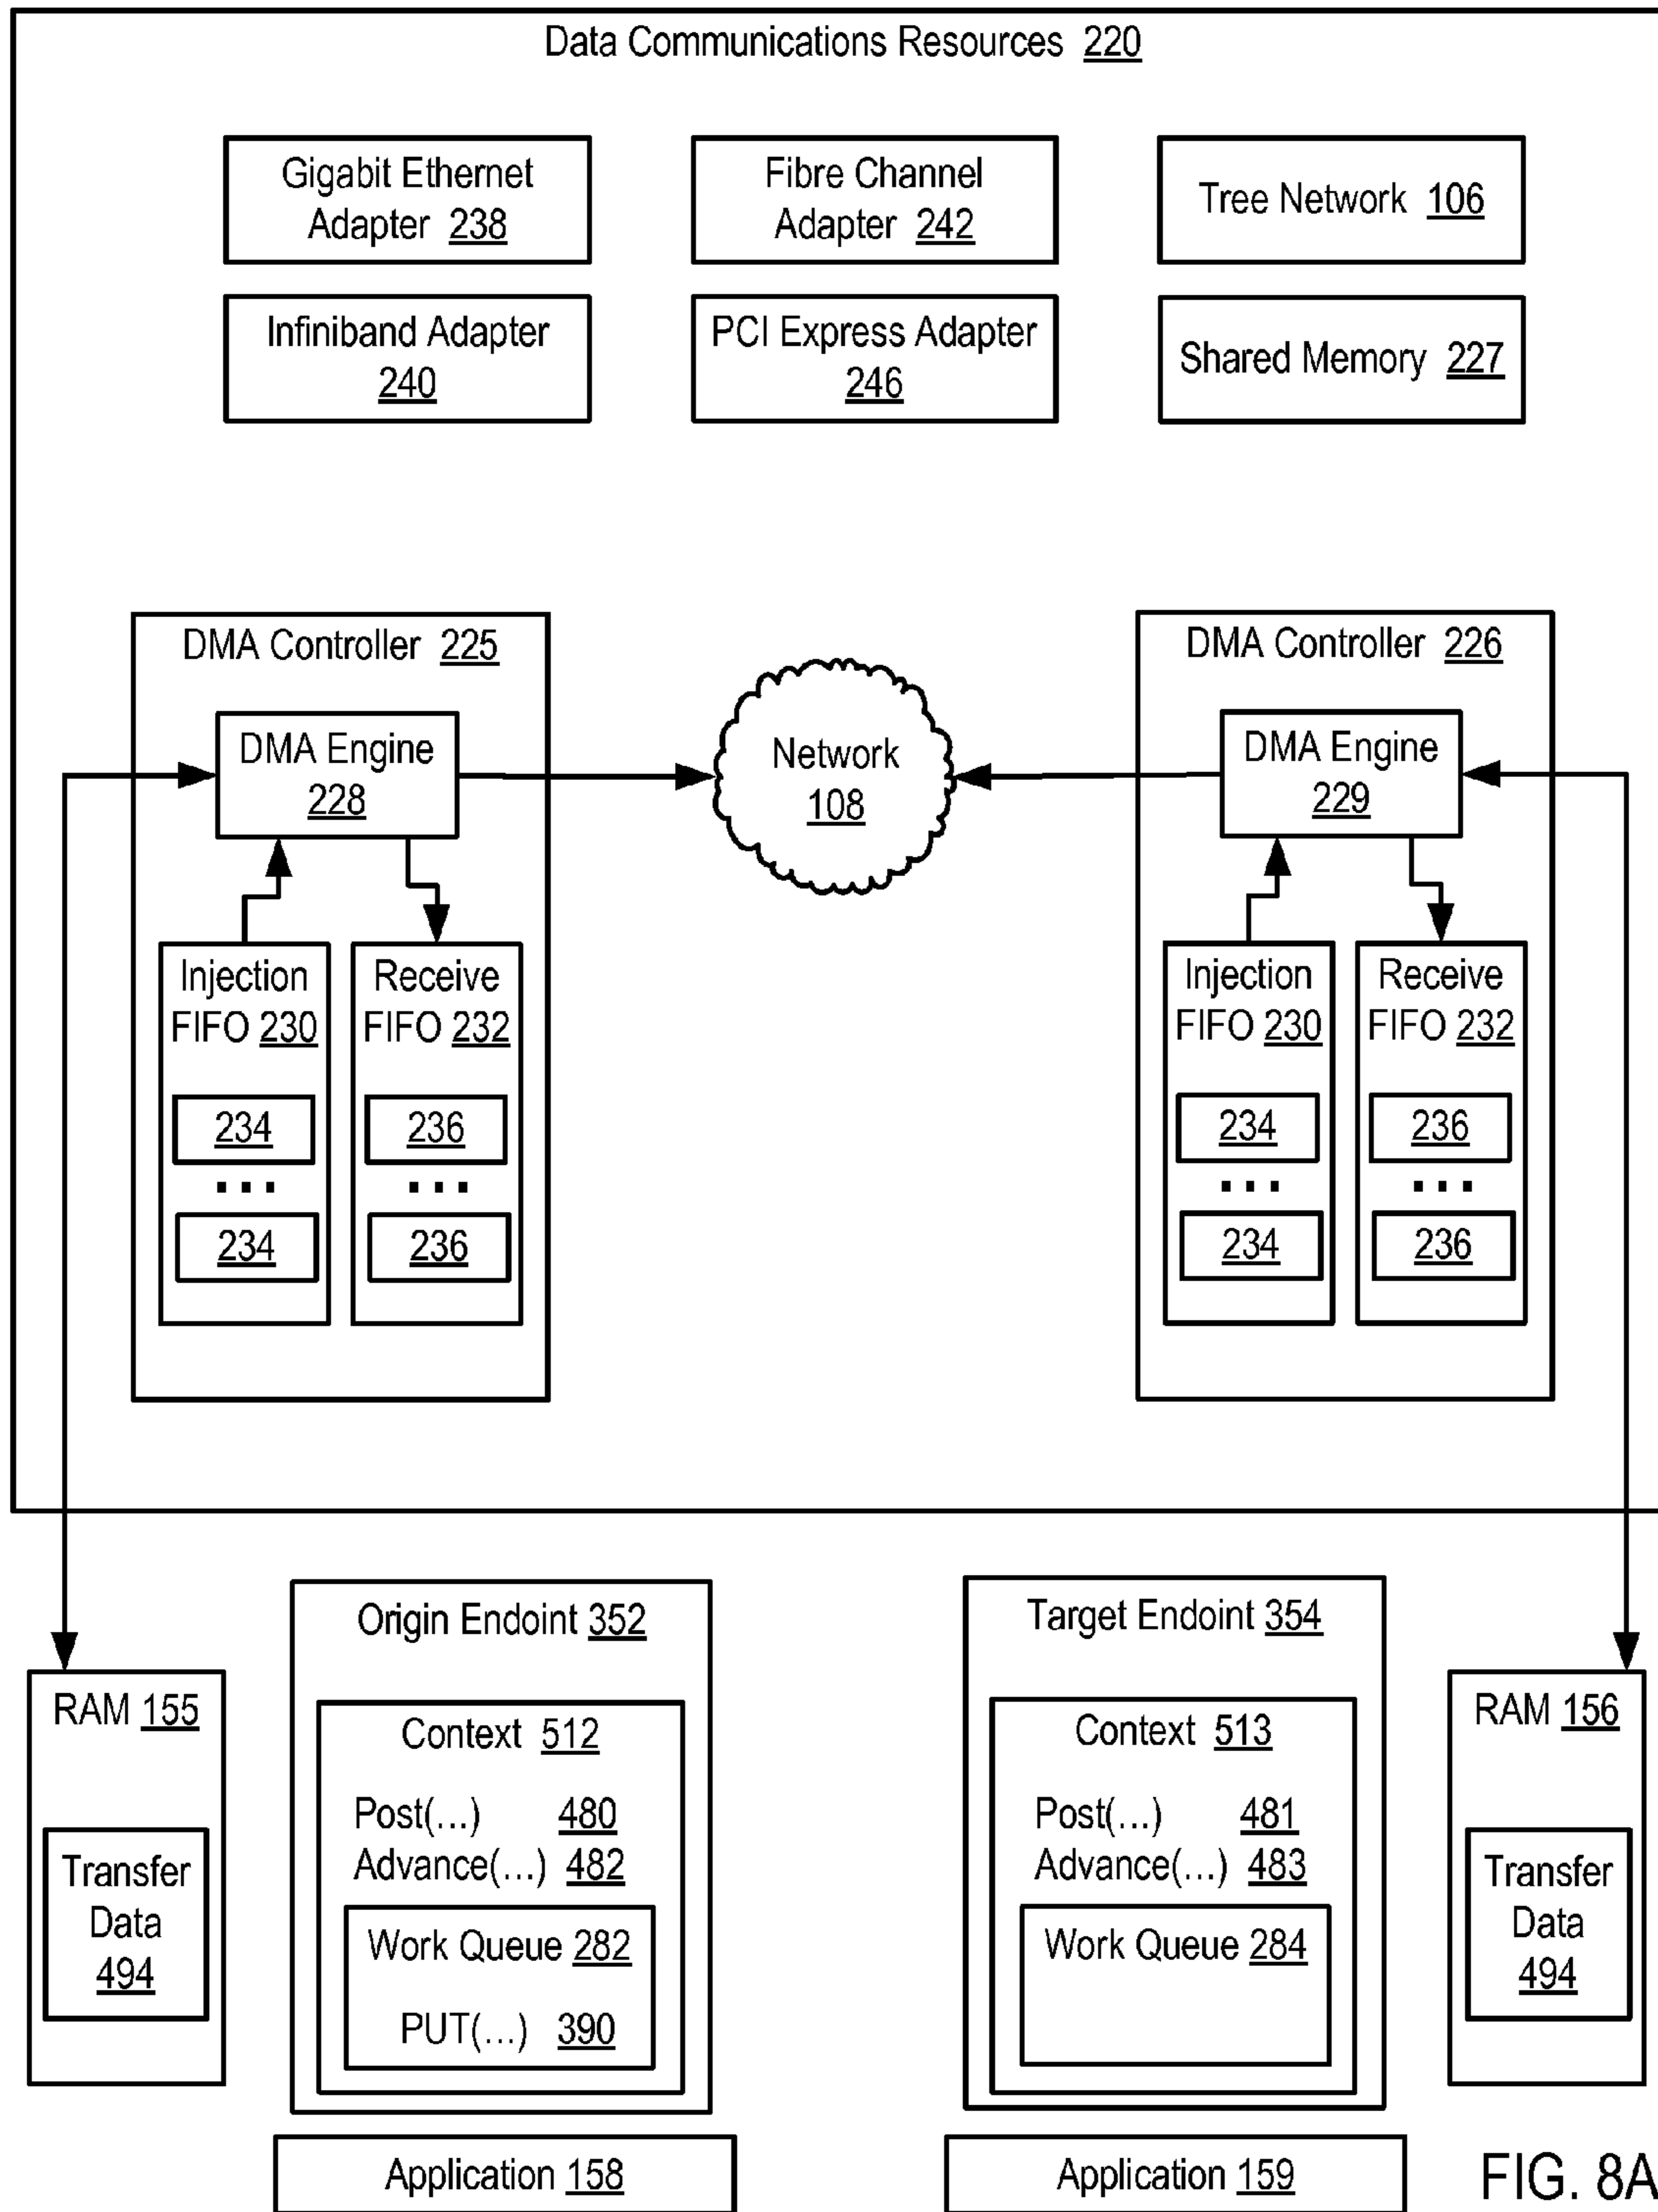 Data Communications Resources 220
Gigabit Ethernet
Adapter 238
Fibre Channel
Adapter 242
Tree Network 106
Infiniband Adapter
240
PCI Express Adapter
246
Shared Memory 227
DMA Controller 225
DMA Engine
228
Injection
FIFO 230
234
...
234
Receive
FIFO 232
236
...
236
Network
108
DMA Controller 226
DMA Engine
229
Injection
FIFO 230
234
...
234
Receive
FIFO 232
236
...
236
RAM 155
Transfer
Data
494
Origin Endoint 352
Context 512
Post(...) 480
Advance(...) 482
Work Queue 282
PUT(...) 390
Application 158
Target Endoint 354
Context 513
Post(...) 481
Advance(...) 483
Work Queue 284
Application 159
RAM 156
Transfer
Data
494
FIG. 8A